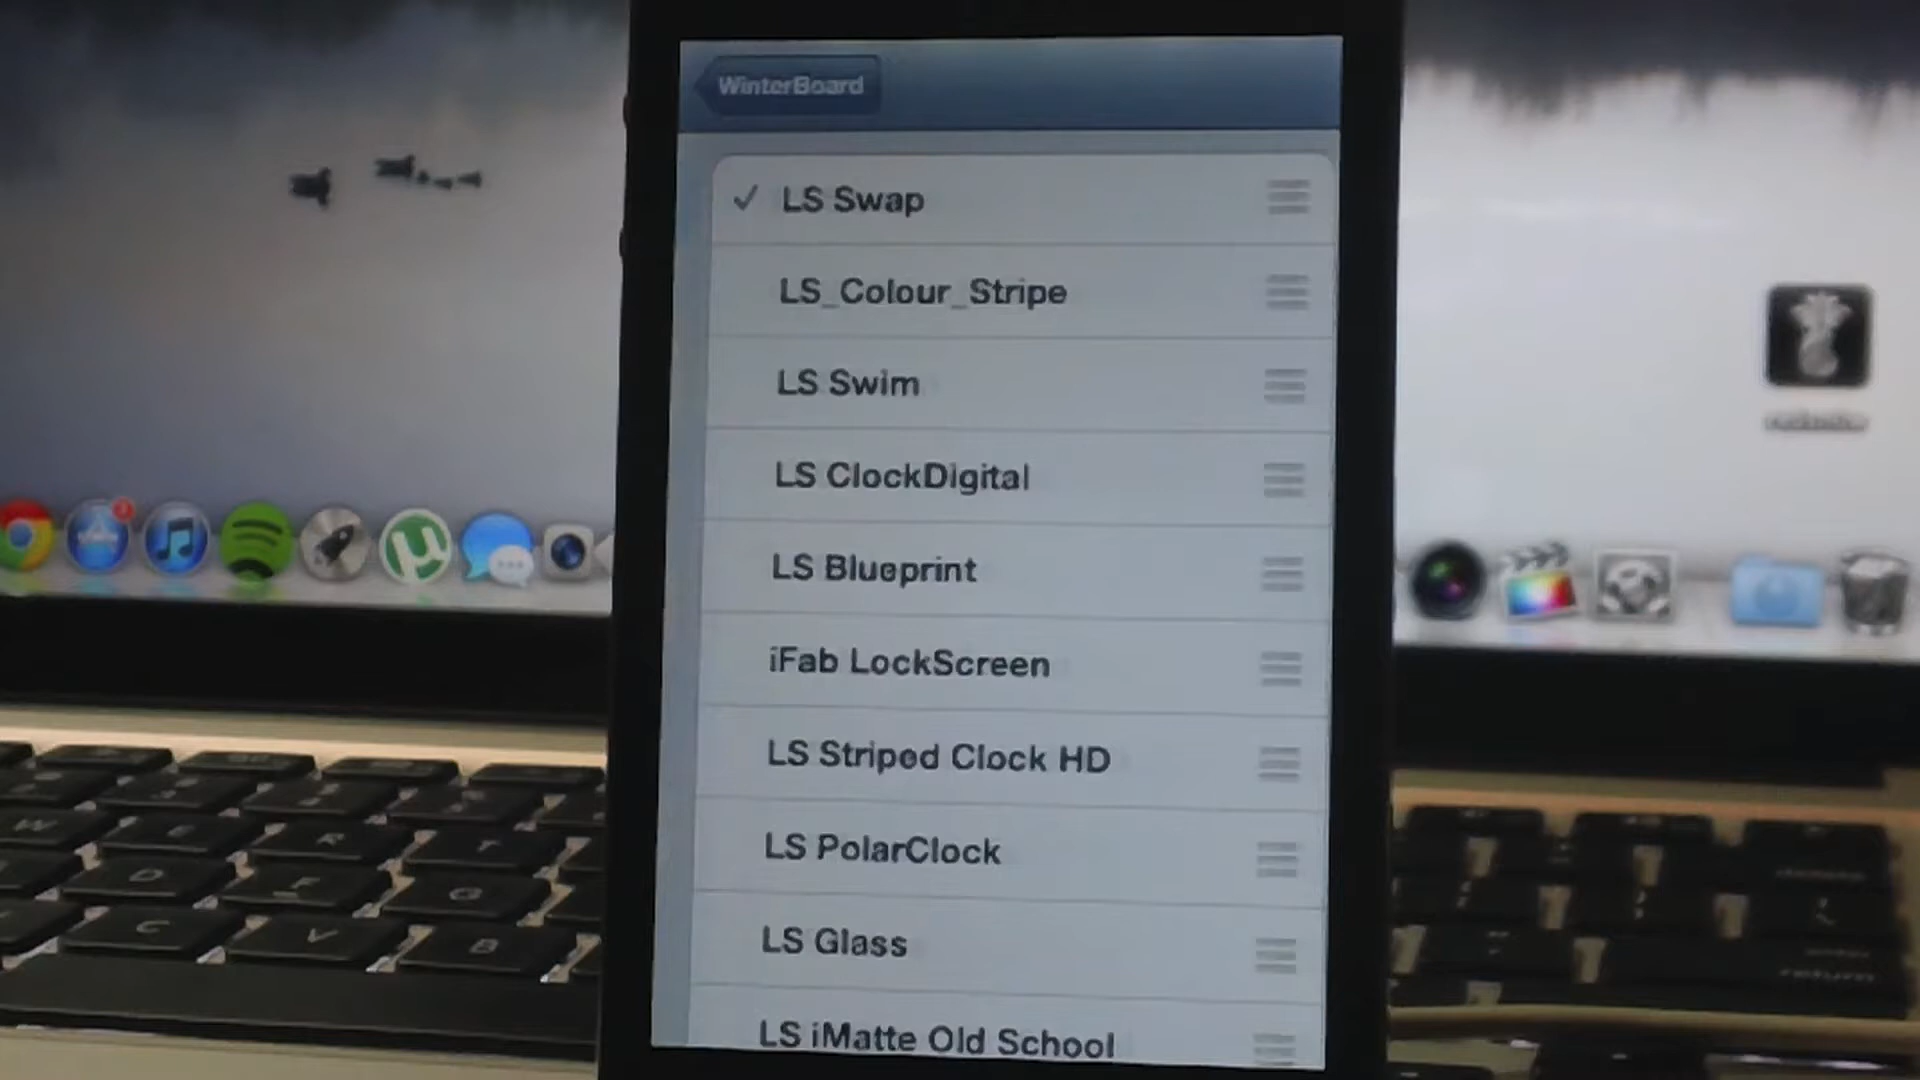 WinterBoard
LS Swap
LS_Colour_Stripe
LS Swim
LS ClockDigital
LS Blueprint
iFab LockScreen
LS Striped Clock HD
LS PolarClock
LS Glass
LS iMatte Old School
W E R T
D F G
C V B